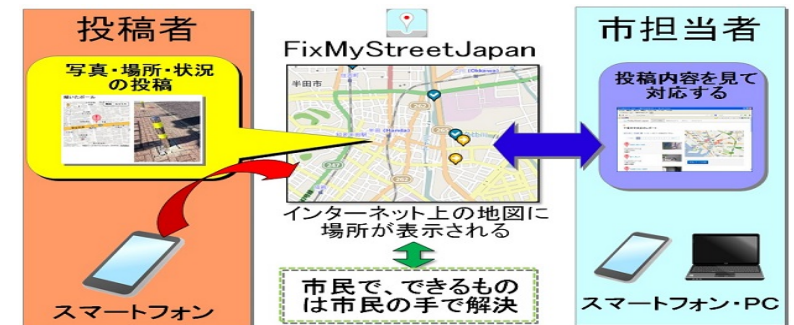 投稿者
写真・場所・状況
の投稿
スマートフォン
FixMyStreetJapan
半田市
インターネット上の地図に
場所が表示される
市民で、できるもの
は市民の手で解決
市担当者
投稿内容を見て
対応する
スマートフォン・PC